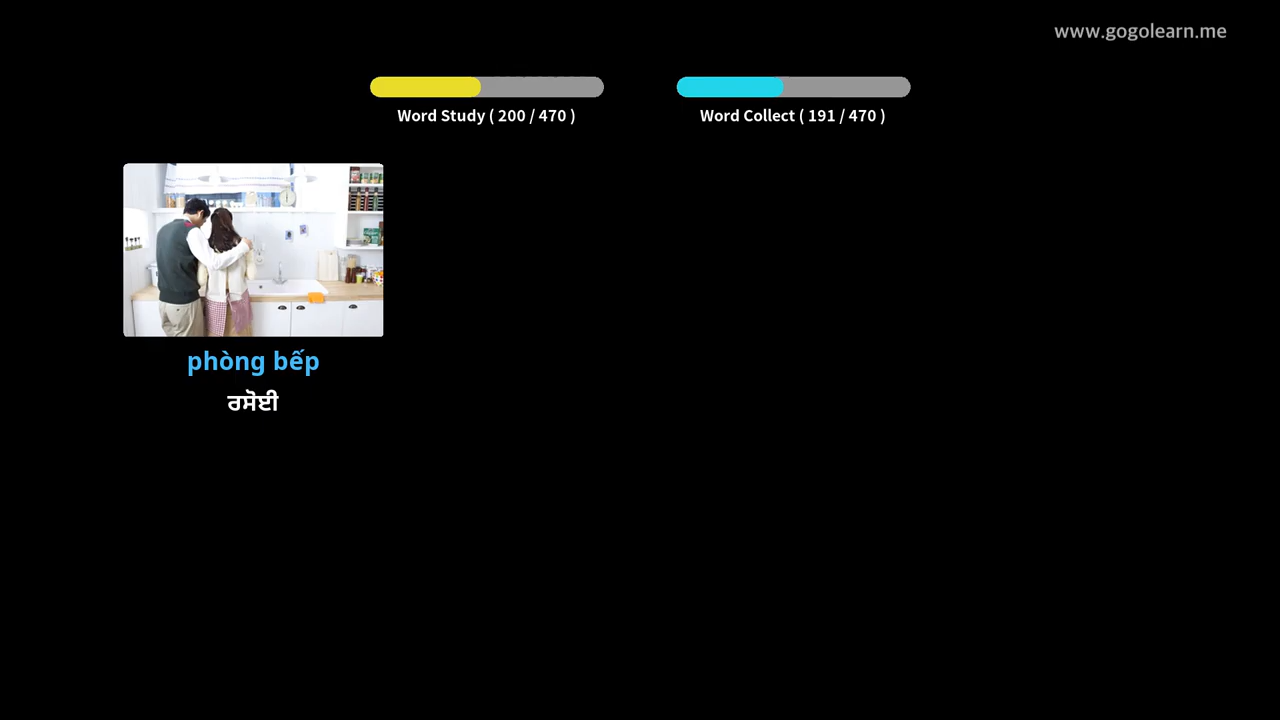 www.gogolearn.me
Word Study ( 200 / 470 )
Word Collect ( 191 / 470 )
phòng bếp
ਰਸੋਈ